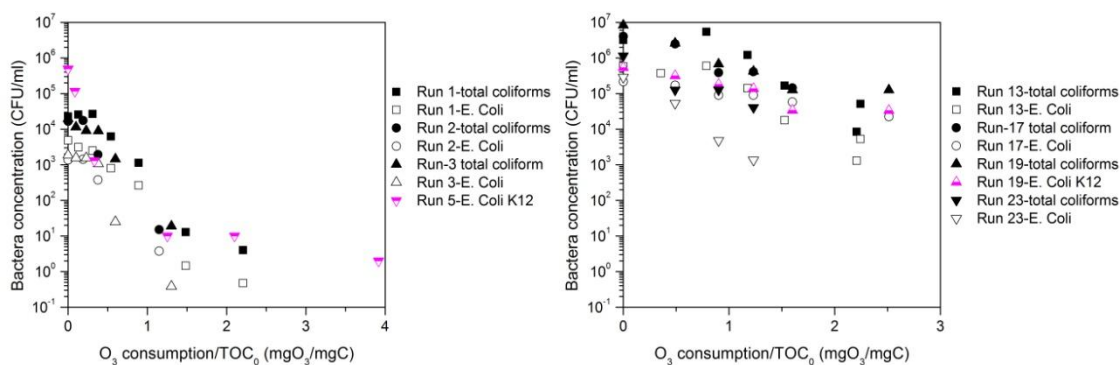 Bactera concentration (CFU/ml)
10^7
10^6
10^5
10^4
10^3
10^2
10^1
10^0
10^-1
0
1
2
3
4
O₃ consumption/TOC₀ (mgO₃/mgC)
Run 1-total coliforms
Run 1-E. Coli
Run 2-total coliforms
Run 2-E. Coli
Run-3 total coliform
Run 3-E. Coli
Run 5-E. Coli K12
Bactera concentration (CFU/ml)
10^7
10^6
10^5
10^4
10^3
10^2
10^1
10^0
10^-1
0
1
2
3
O₃ consumption/TOC₀ (mgO₃/mgC)
Run 13-total coliforms
Run 13-E. Coli
Run-17 total coliform
Run 17-E. Coli
Run 19-total coliforms
Run 19-E. Coli K12
Run 23-total coliforms
Run 23-E. Coli